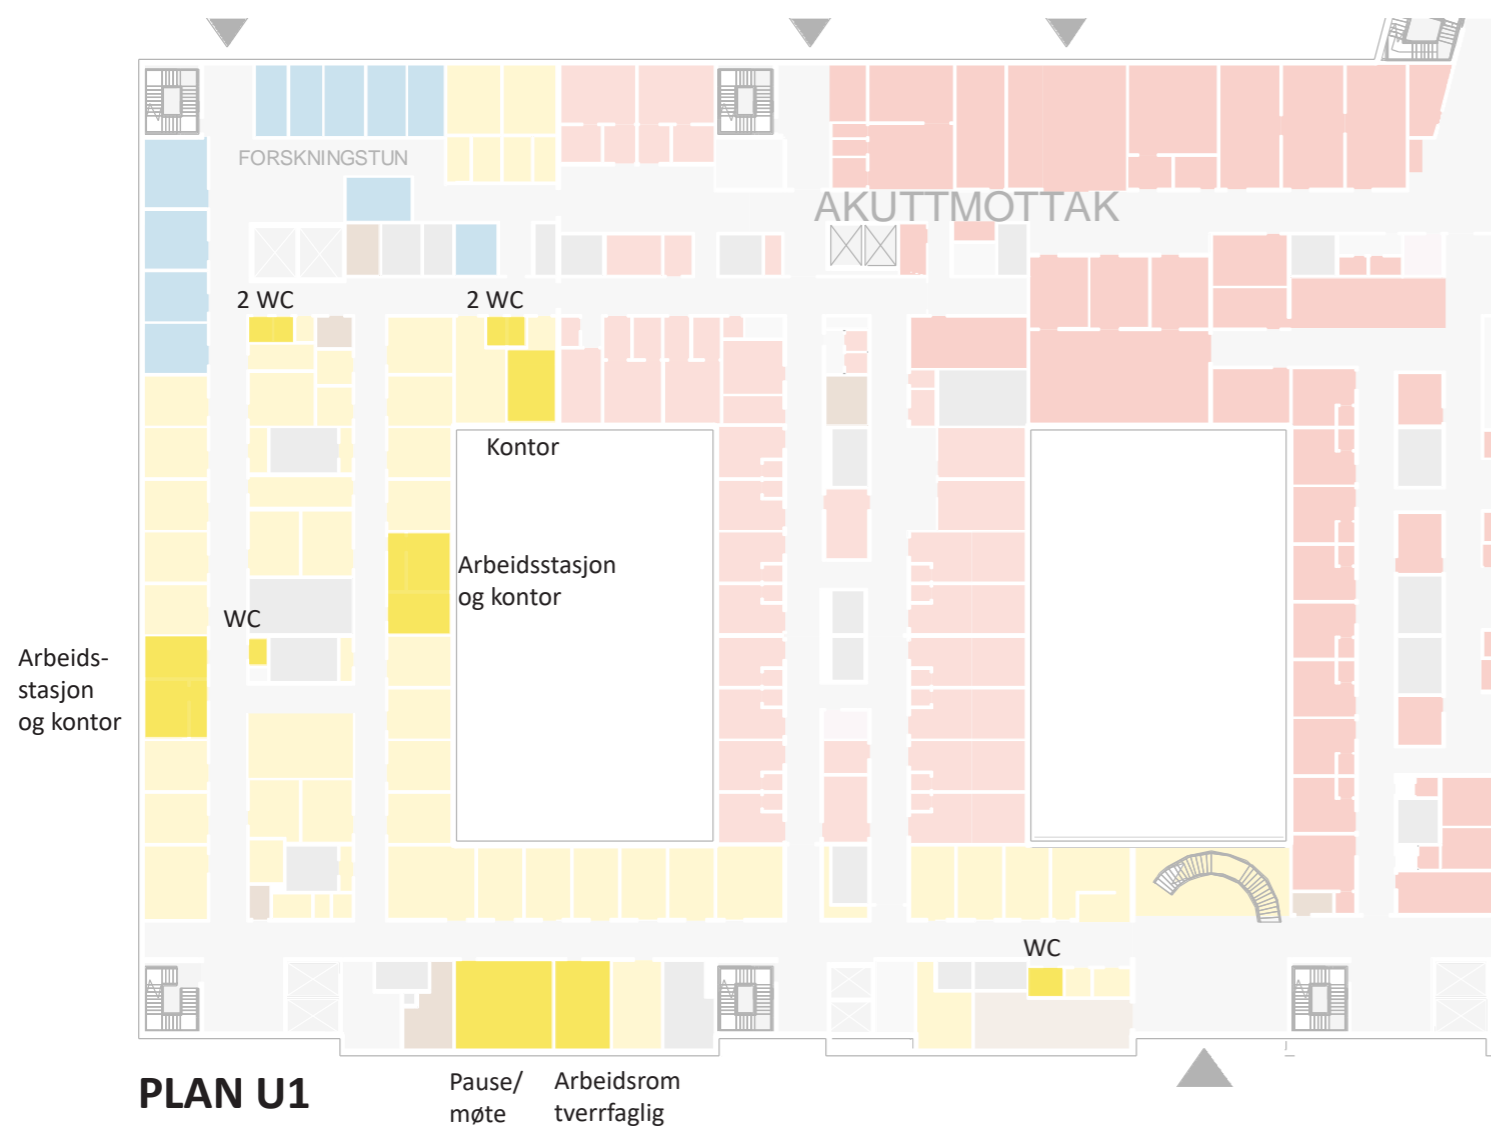 FORSKNINGSTUN
AKUTTMOTTAK
2 WC
2 WC
Kontor
Arbeidsstasjon
og kontor
WC
Arbeids-
stasjon
og kontor
WC
PLAN U1
Pause/
møte
Arbeidsrom
tverrfaglig